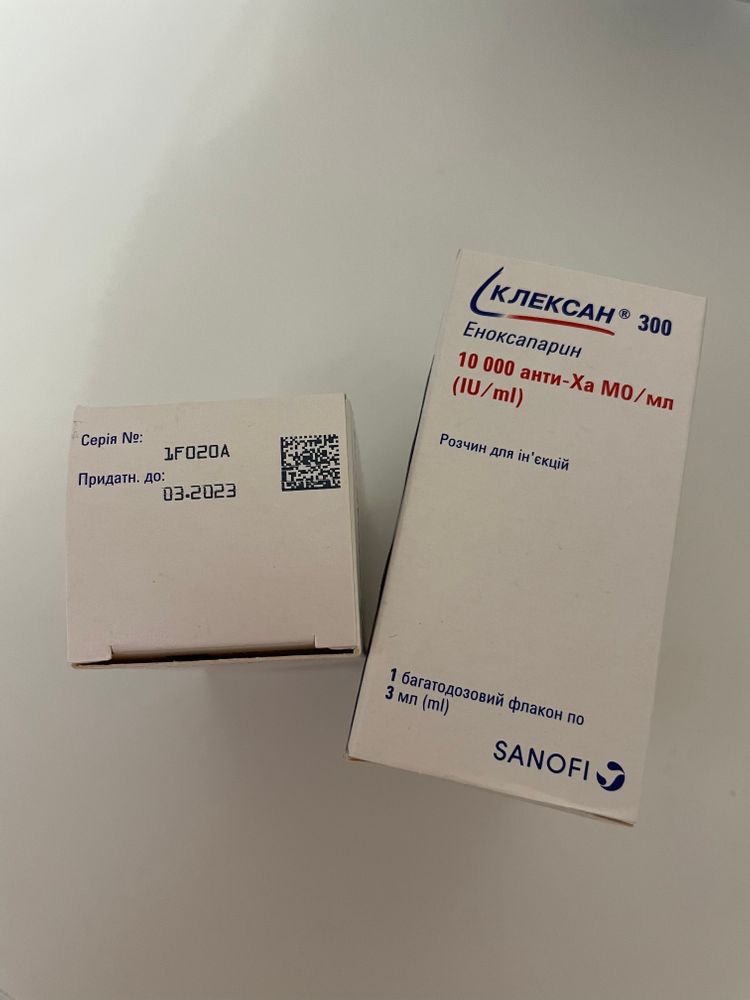 Серія №:
1F020A
Придатн. до:
03.2023
КЛЕКСАН® 300
Еноксапарин
10 000 анти-Ха МО/мл
(IU/ml)
Розчин для ін'єкцій
1 багатодозовий флакон по
3 мл (ml)
SANOFI